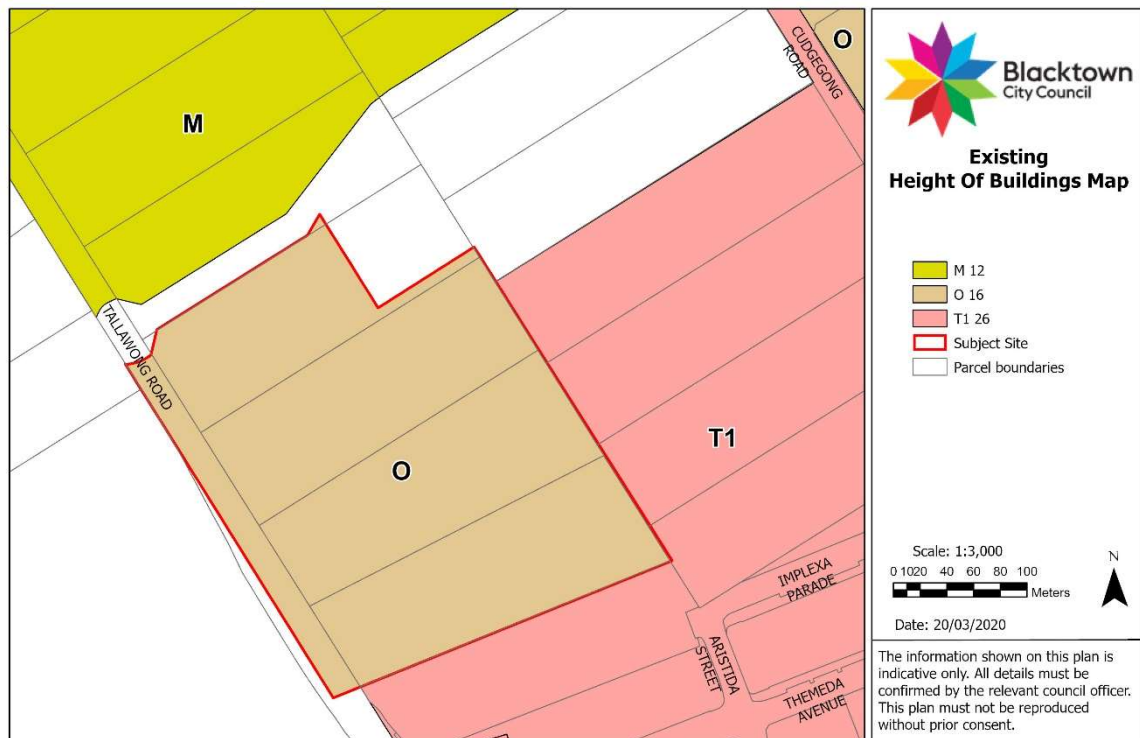 M
CUDGEGONG
ROAD
O
TALLAWONG ROAD
O
T1
IMPLEXA
PARADE
ARISTIDA
STREET
THEMEDA
AVENUE
Blacktown
City Council
Existing
Height Of Buildings Map
M 12
O 16
T1 26
Subject Site
Parcel boundaries
Scale: 1:3,000
0 1020 40 60 80 100
Meters
N
Date: 20/03/2020
The information shown on this plan is
indicative only. All details must be
confirmed by the relevant council officer.
This plan must not be reproduced
without prior consent.